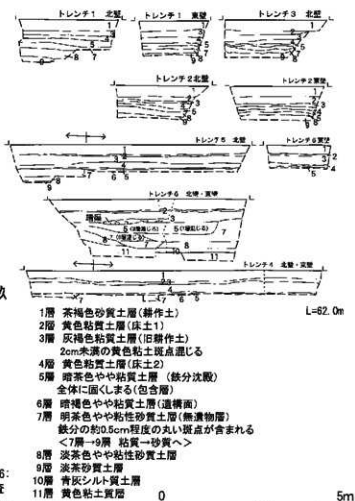 トレンチ1 北壁
トレンチ1 東壁
トレンチ3 北壁
トレンチ2北壁
トレンチ2東壁
トレンチ5 北壁
トレンチ6 北壁・東壁
暗渠
トレンチ4 北壁・東壁
L=62.0m
1層 茶褐色砂質土層(耕作土)
2層 黄色粘質土層(床土1)
3層 灰褐色粘質土層(旧耕作土)
2cm未満の黄色粘土斑点混じる
4層 黄色粘質土層(床土2)
5層 暗茶色やや粘質土層 (鉄分沈殿)
全体に固くしまる(包含層)
6層 暗褐色やや粘質土層(遺構面)
7層 明茶色やや粘性砂質土層(無遺物層)
鉄分の約0.5cm程度の丸い斑点が含まれる
<7層→9層 粘質→砂質へ>
8層 淡茶色やや粘性砂質土層
9層 淡茶砂質土層
10層 青灰シルト質土層
11層 黄色粘土質層
0 5m